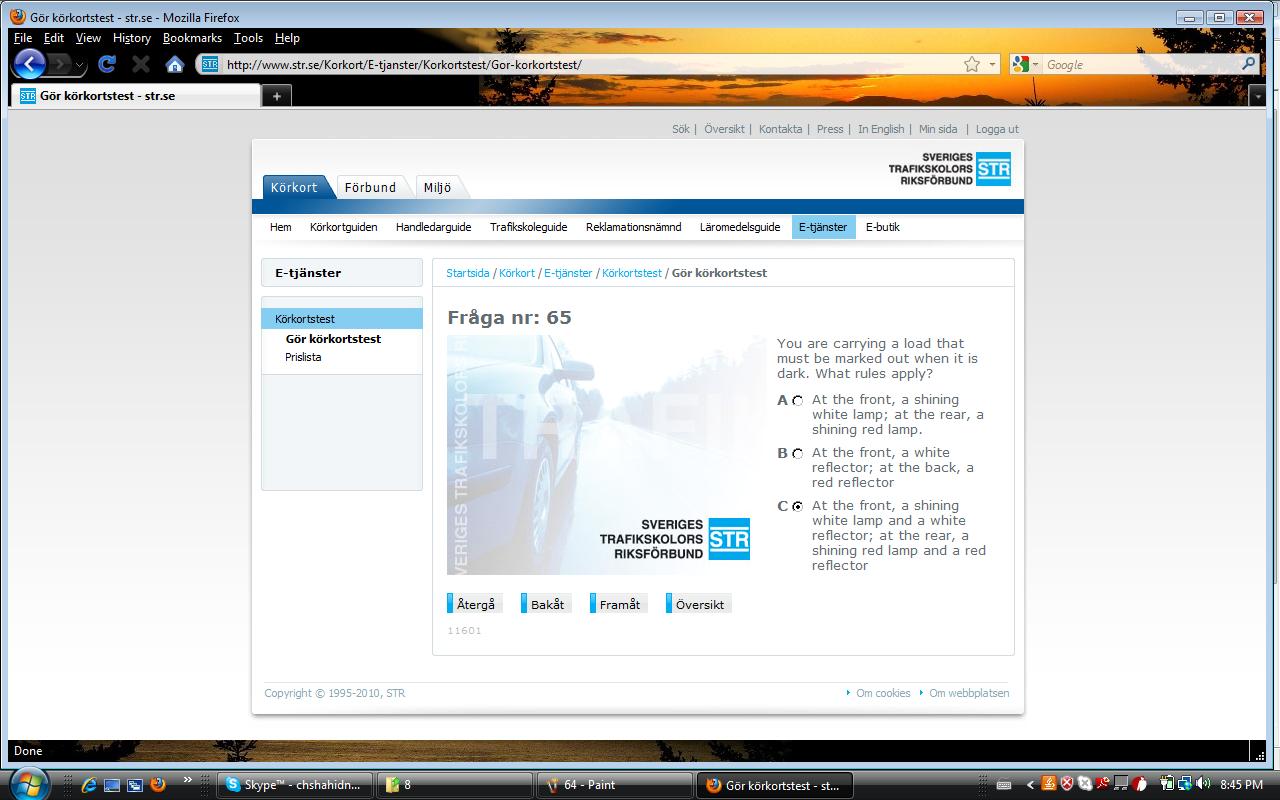 Gör körkortstest - str.se - Mozilla Firefox
File Edit View History Bookmarks Tools Help
STR http://www.str.se/Korkort/E-tjanster/Korkortstest/Gor-korkortstest/
Google
STR Gör körkortstest - str.se
Sök | Översikt | Kontakta | Press | In English | Min sida | Logga ut
SVERIGES
TRAFIKSKOLORS
RIKSFÖRBUND
STR
Körkort Förbund Miljö
Hem Körkortguiden Handledarguide Trafikskoleguide Reklamationsnämnd Läromedelsguide E-tjänster E-butik
E-tjänster
Körkortstest
Gör körkortstest
Prislista
Startsida / Körkort / E-tjänster / Körkortstest / Gör körkortstest
Fråga nr: 65
SVERIGES TRAFIKSKOLORS R
TRAFIK
SVERIGES
TRAFIKSKOLORS
RIKSFÖRBUND
STR
You are carrying a load that
must be marked out when it is
dark. What rules apply?
A At the front, a shining
white lamp; at the rear, a
shining red lamp.
B At the front, a white
reflector; at the back, a
red reflector
C At the front, a shining
white lamp and a white
reflector; at the rear, a
shining red lamp and a red
reflector
Återgå Bakåt Framåt Översikt
11601
Copyright © 1995-2010, STR
Om cookies Om webbplatsen
Done
Skype™ - chshahidn... 8 64 - Paint Gör körkortstest - st... 8:45 PM